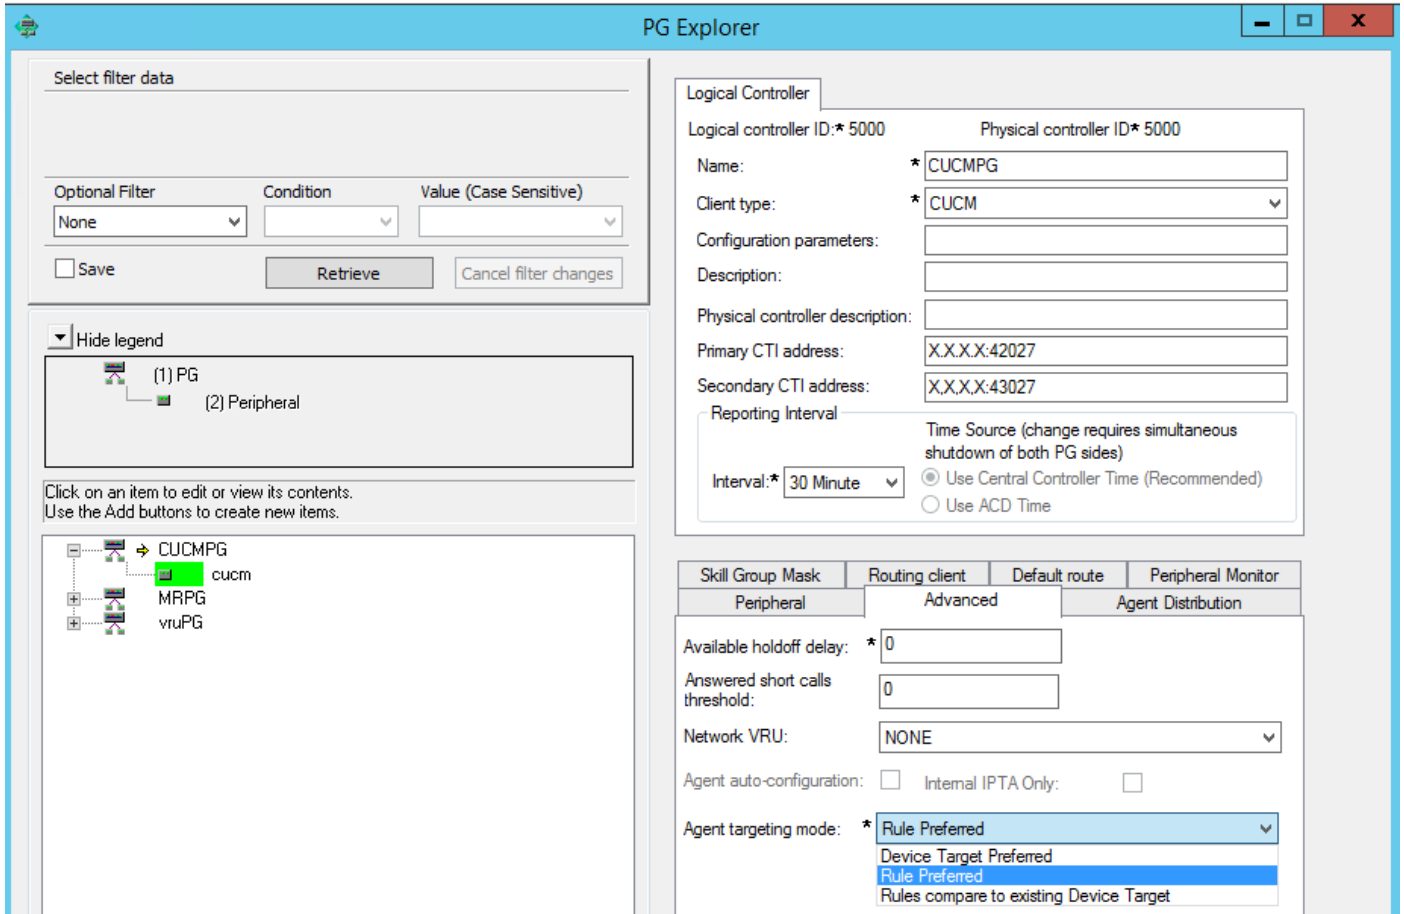 PG Explorer
Select filter data
Optional Filter
Condition
Value (Case Sensitive)
None
Save
Retrieve
Cancel filter changes
Hide legend
(1) PG
(2) Peripheral
Click on an item to edit or view its contents.
Use the Add buttons to create new items.
CUCMPG
cucm
MRPG
vruPG
Logical Controller
Logical controller ID:* 5000
Physical controller ID* 5000
Name: * CUCMPG
Client type: * CUCM
Configuration parameters:
Description:
Physical controller description:
Primary CTI address: X.X.X.X:42027
Secondary CTI address: X,X,X,X:43027
Reporting Interval
Time Source (change requires simultaneous
shutdown of both PG sides)
Interval:* 30 Minute
Use Central Controller Time (Recommended)
Use ACD Time
Skill Group Mask
Routing client
Default route
Peripheral Monitor
Peripheral
Advanced
Agent Distribution
Available holdoff delay: * 0
Answered short calls
threshold: 0
Network VRU: NONE
Agent auto-configuration:
Internal IPTA Only:
Agent targeting mode: * Rule Preferred
Device Target Preferred
Rule Preferred
Rules compare to existing Device Target